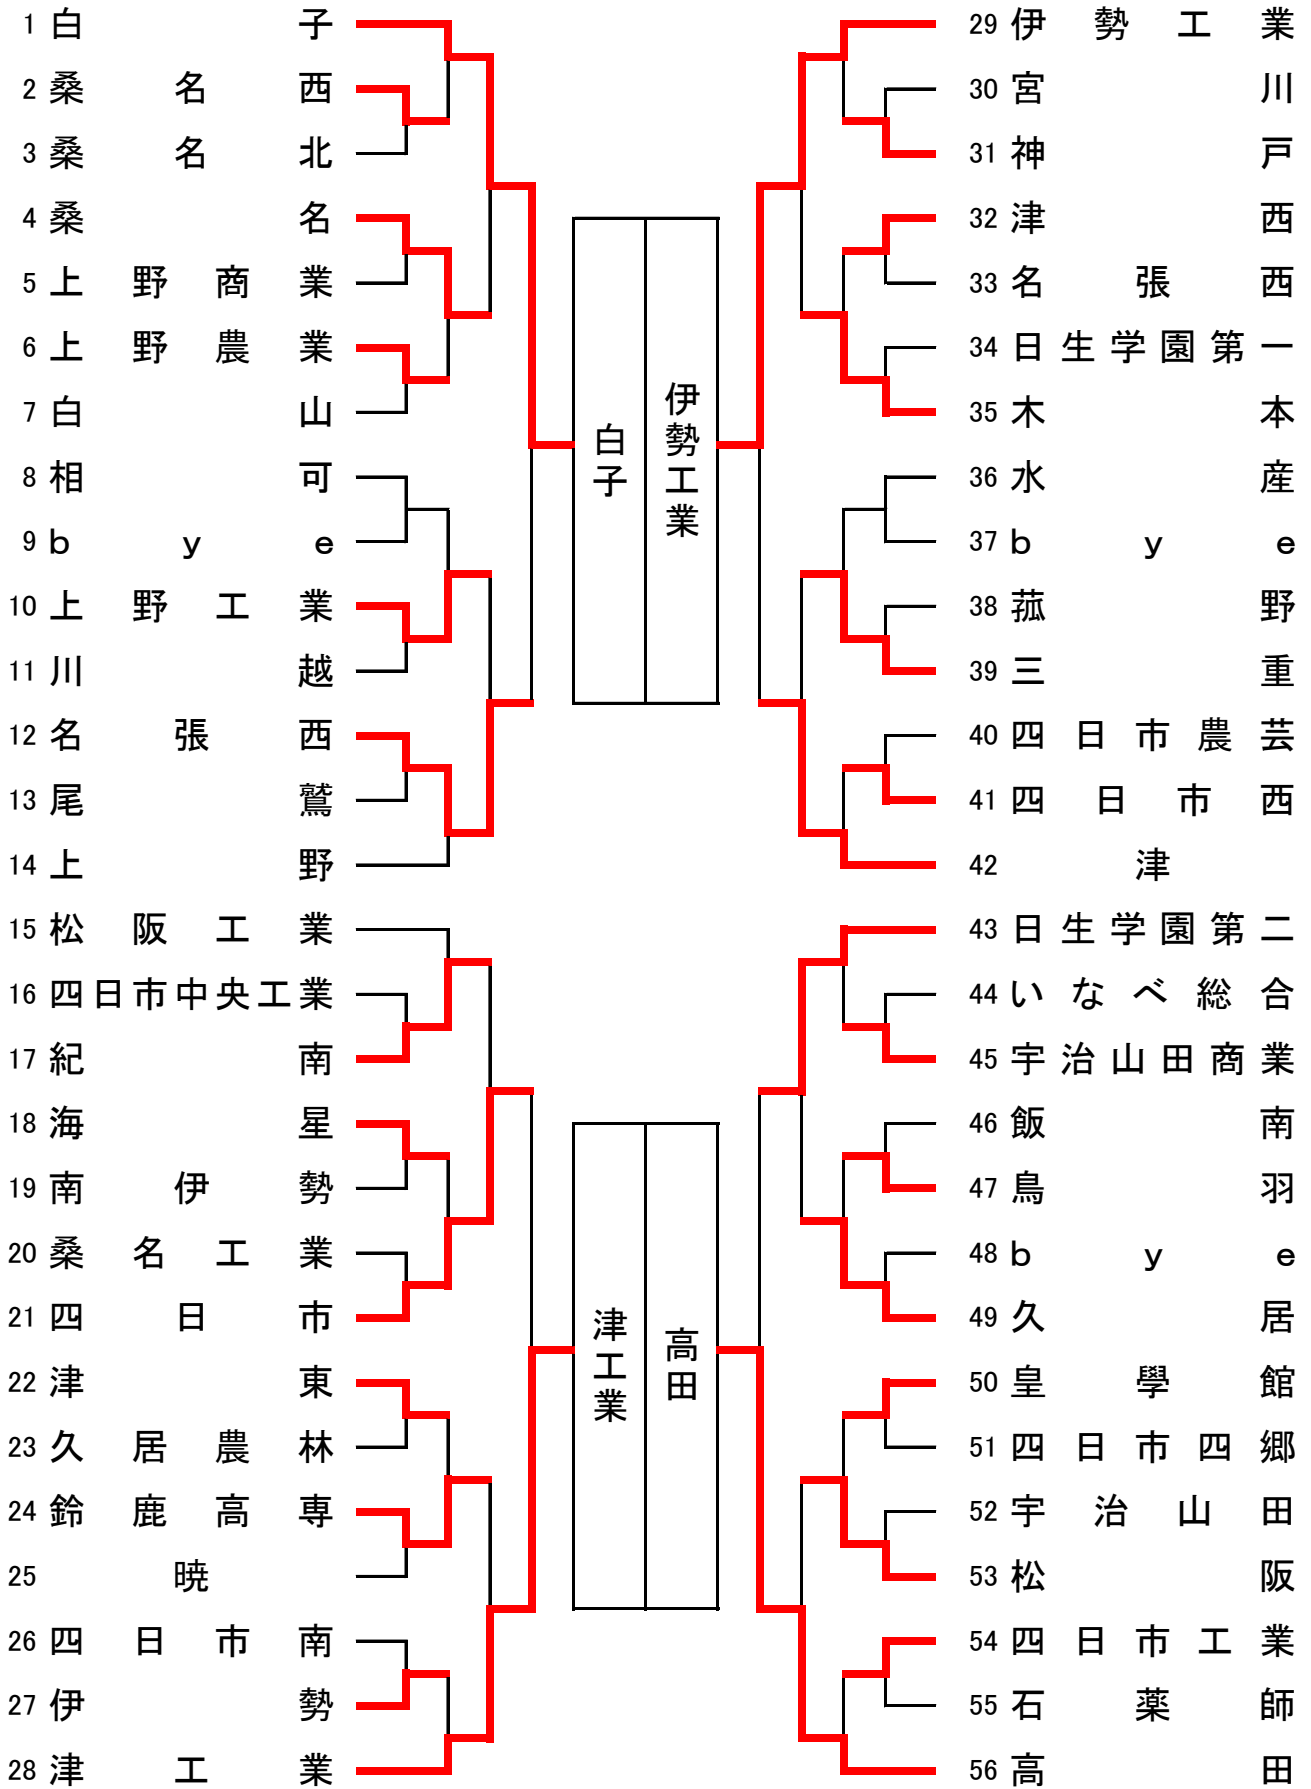 1 白子
2 桑名西
3 桑名北
4 桑名
5 上野商業
6 上野農業
7 白山
8 相可
9 ｂｙｅ
10 上野工業
11 川越
12 名張西
13 尾鷲
14 上野
15 松阪工業
16 四日市中央工業
17 紀南
18 海星
19 南伊勢
20 桑名工業
21 四日市
22 津東
23 久居農林
24 鈴鹿高専
25 暁
26 四日市南
27 伊勢
28 津工業
白子
伊勢工業
津工業
高田
29 伊勢工業
30 宮川
31 神戸
32 津西
33 名張西
34 日生学園第一
35 木本
36 水産
37 ｂｙｅ
38 菰野
39 三重
40 四日市農芸
41 四日市西
42 津
43 日生学園第二
44 いなべ総合
45 宇治山田商業
46 飯南
47 鳥羽
48 ｂｙｅ
49 久居
50 皇學館
51 四日市四郷
52 宇治山田
53 松阪
54 四日市工業
55 石薬師
56 高田